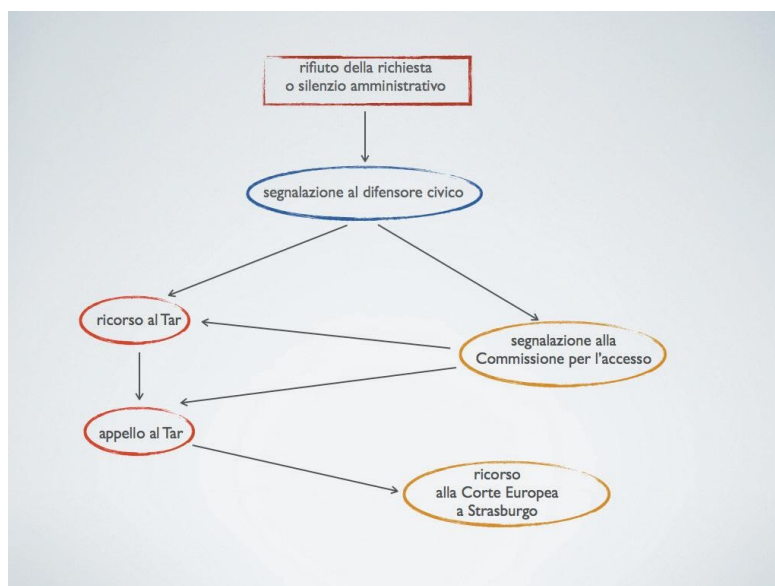 rifiuto della richiesta
o silenzio amministrativo
segnalazione al difensore civico
ricorso al Tar
segnalazione alla
Commissione per l'accesso
appello al Tar
ricorso
alla Corte Europea
a Strasburgo